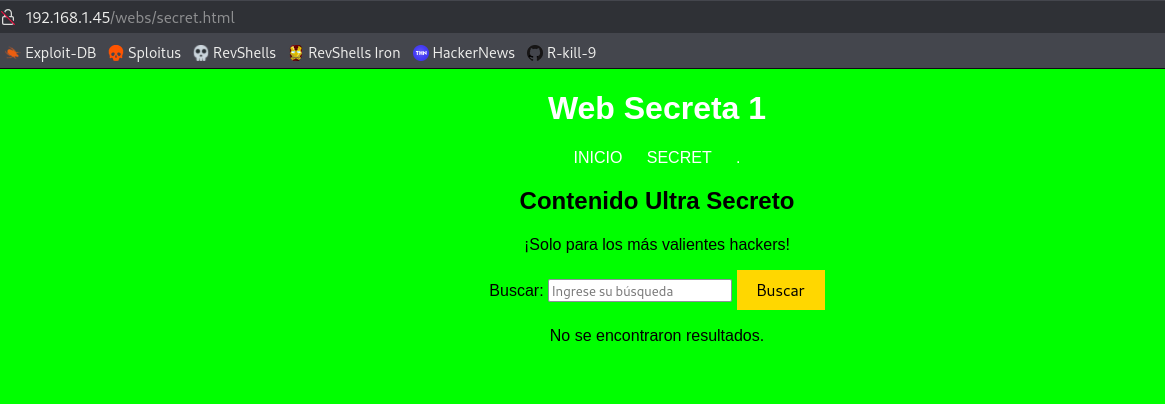 192.168.1.45/webs/secret.html
Exploit-DB Sploitus RevShells RevShells Iron THN HackerNews R-kill-9
Web Secreta 1
INICIO SECRET .
Contenido Ultra Secreto
¡Solo para los más valientes hackers!
Buscar: Ingrese su búsqueda Buscar
No se encontraron resultados.